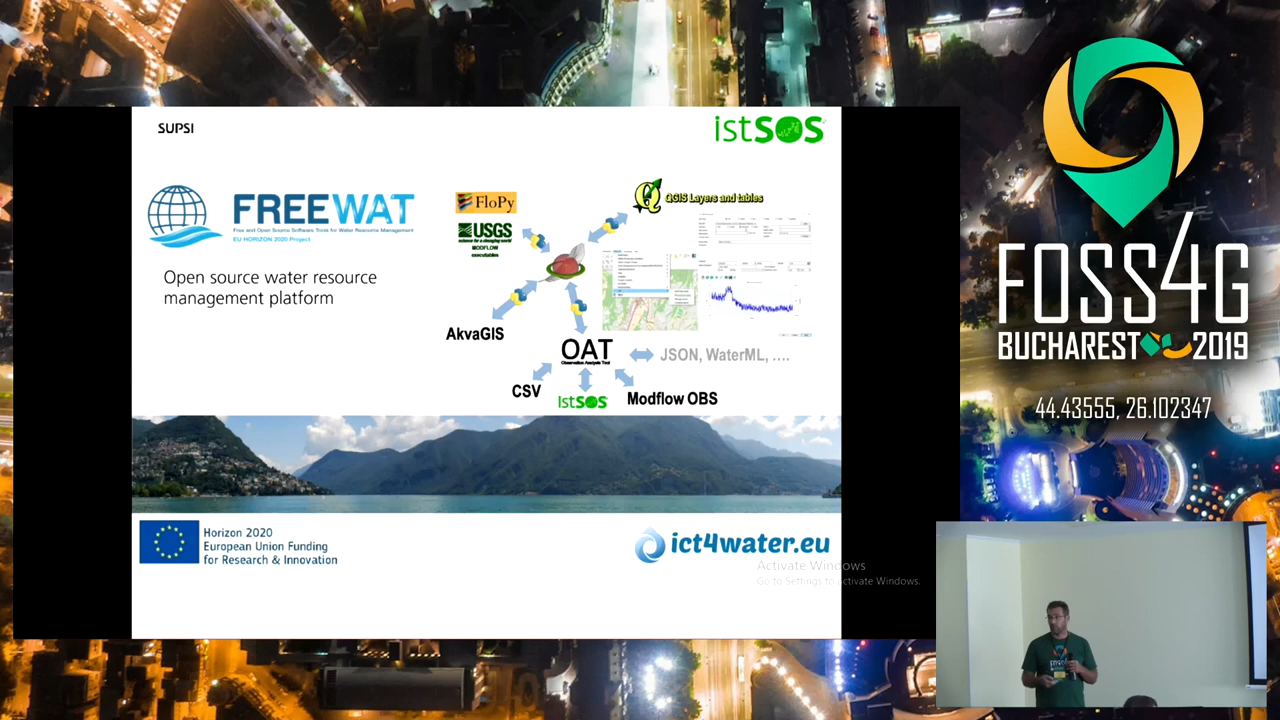 SUPSI
istSOS
FREEWAT
Free and Open Source Software Tools for Water Resource Management
EU HORIZON 2020 Project
Open source water resource
management platform
FloPy
USGS
science for a changing world
MODFLOW
executables
QGIS Layers and tables
AkvaGIS
OAT
Observation Analysis Tool
JSON, WaterML, ....
CSV
IstSOS
Modflow OBS
Horizon 2020
European Union Funding
for Research & Innovation
ict4water.eu
Activate Windows
Go to Settings to activate Windows.
FOSS4G
BUCHAREST 2019
44.43555, 26.102347